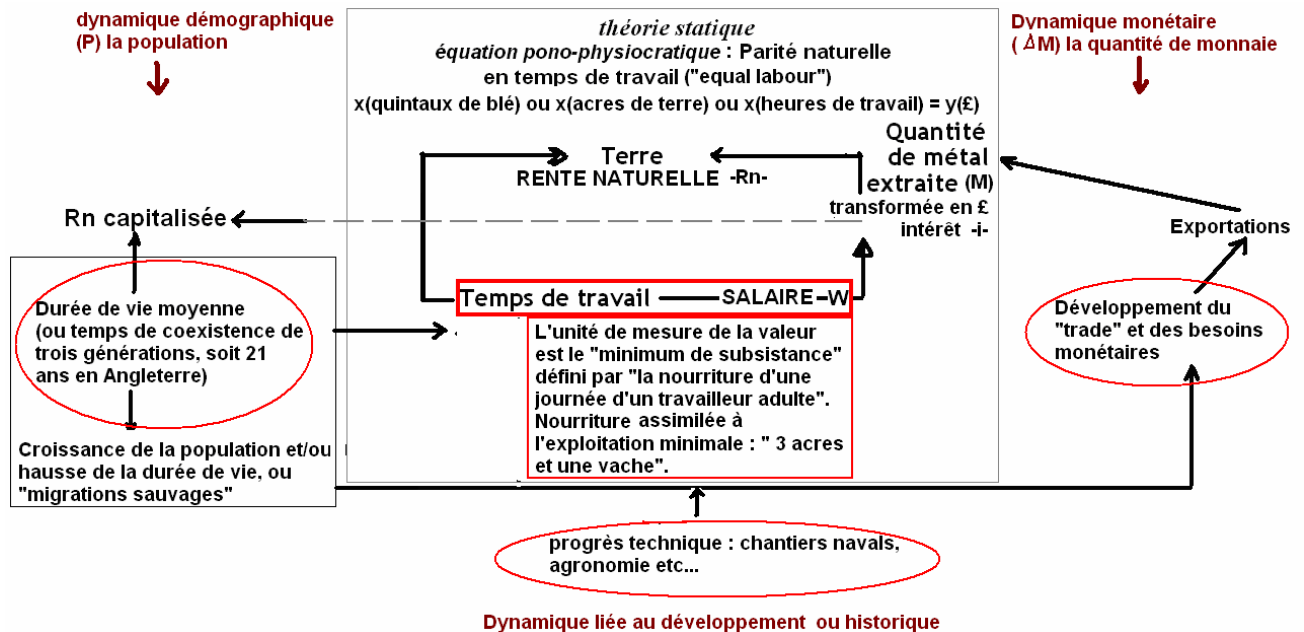 dynamique démographique
(P) la population
théorie statique
équation pono-physiocratique : Parité naturelle
en temps de travail ("equal labour")
x(quintaux de blé) ou x(acres de terre) ou x(heures de travail) = y(£)
Dynamique monétaire
( ΔM) la quantité de monnaie
Terre
RENTE NATURELLE -Rn-
Quantité
de métal
extraite (M)
transformée en £
intérêt -i-
Rn capitalisée
Exportations
Durée de vie moyenne
(ou temps de coexistence de
trois générations, soit 21
ans en Angleterre)
Temps de travail SALAIRE-W
L'unité de mesure de la valeur
est le "minimum de subsistance"
défini par "la nourriture d'une
journée d'un travailleur adulte".
Nourriture assimilée à
l'exploitation minimale : " 3 acres
et une vache".
Développement du
"trade" et des besoins
monétaires
Croissance de la population et/ou
hausse de la durée de vie, ou
"migrations sauvages"
progrès technique : chantiers navals,
agronomie etc...
Dynamique liée au développement ou historique